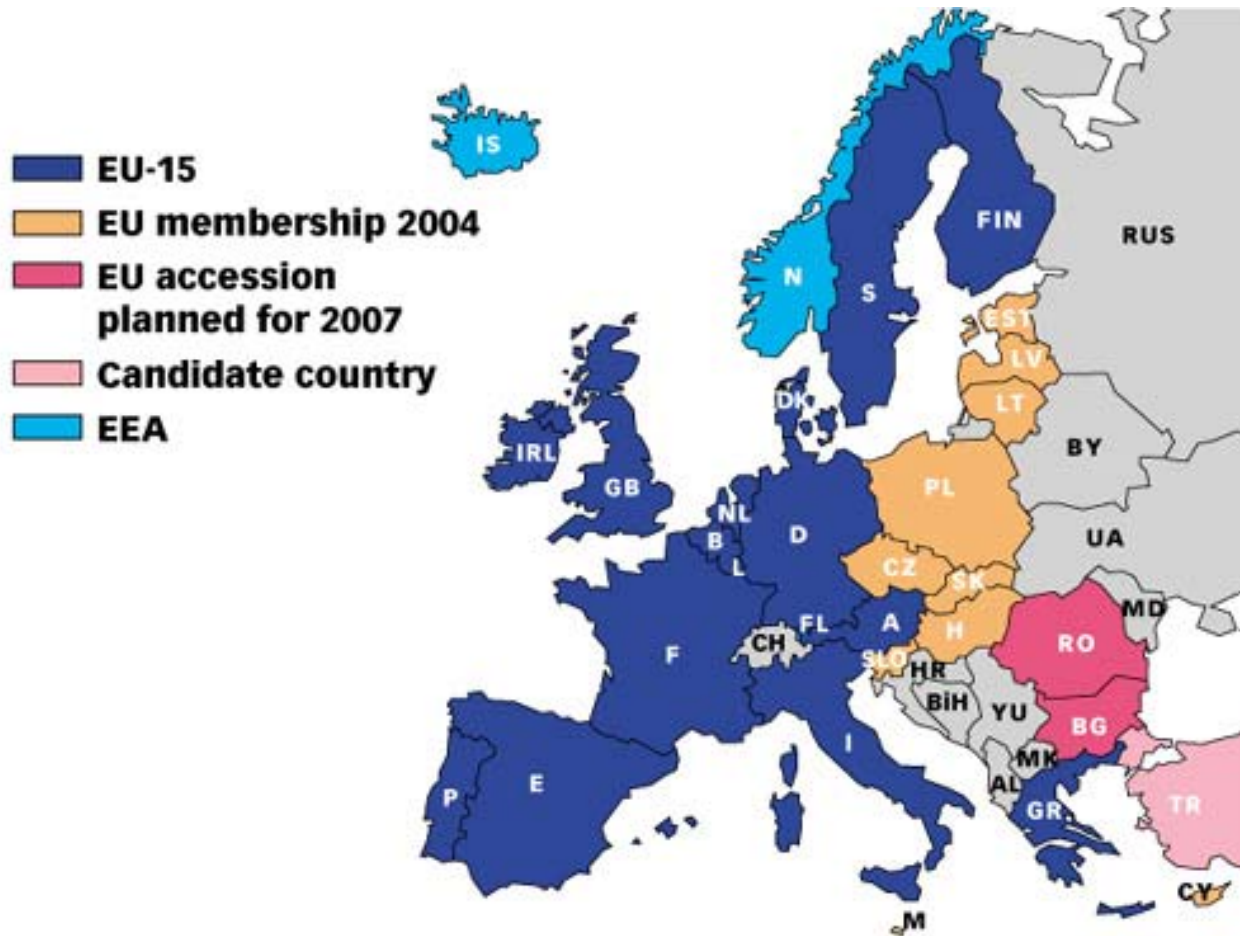 EU-15
EU membership 2004
EU accession
planned for 2007
Candidate country
EEA
IS
FIN
RUS
N
S
EST
LV
LT
DK
BY
IRL
GB
PL
NL
D
B
UA
L
CZ
SK
MD
FL
A
H
CH
F
SLO
HR
RO
BiH
YU
BG
I
MK
AL
P
E
GR
TR
CY
M